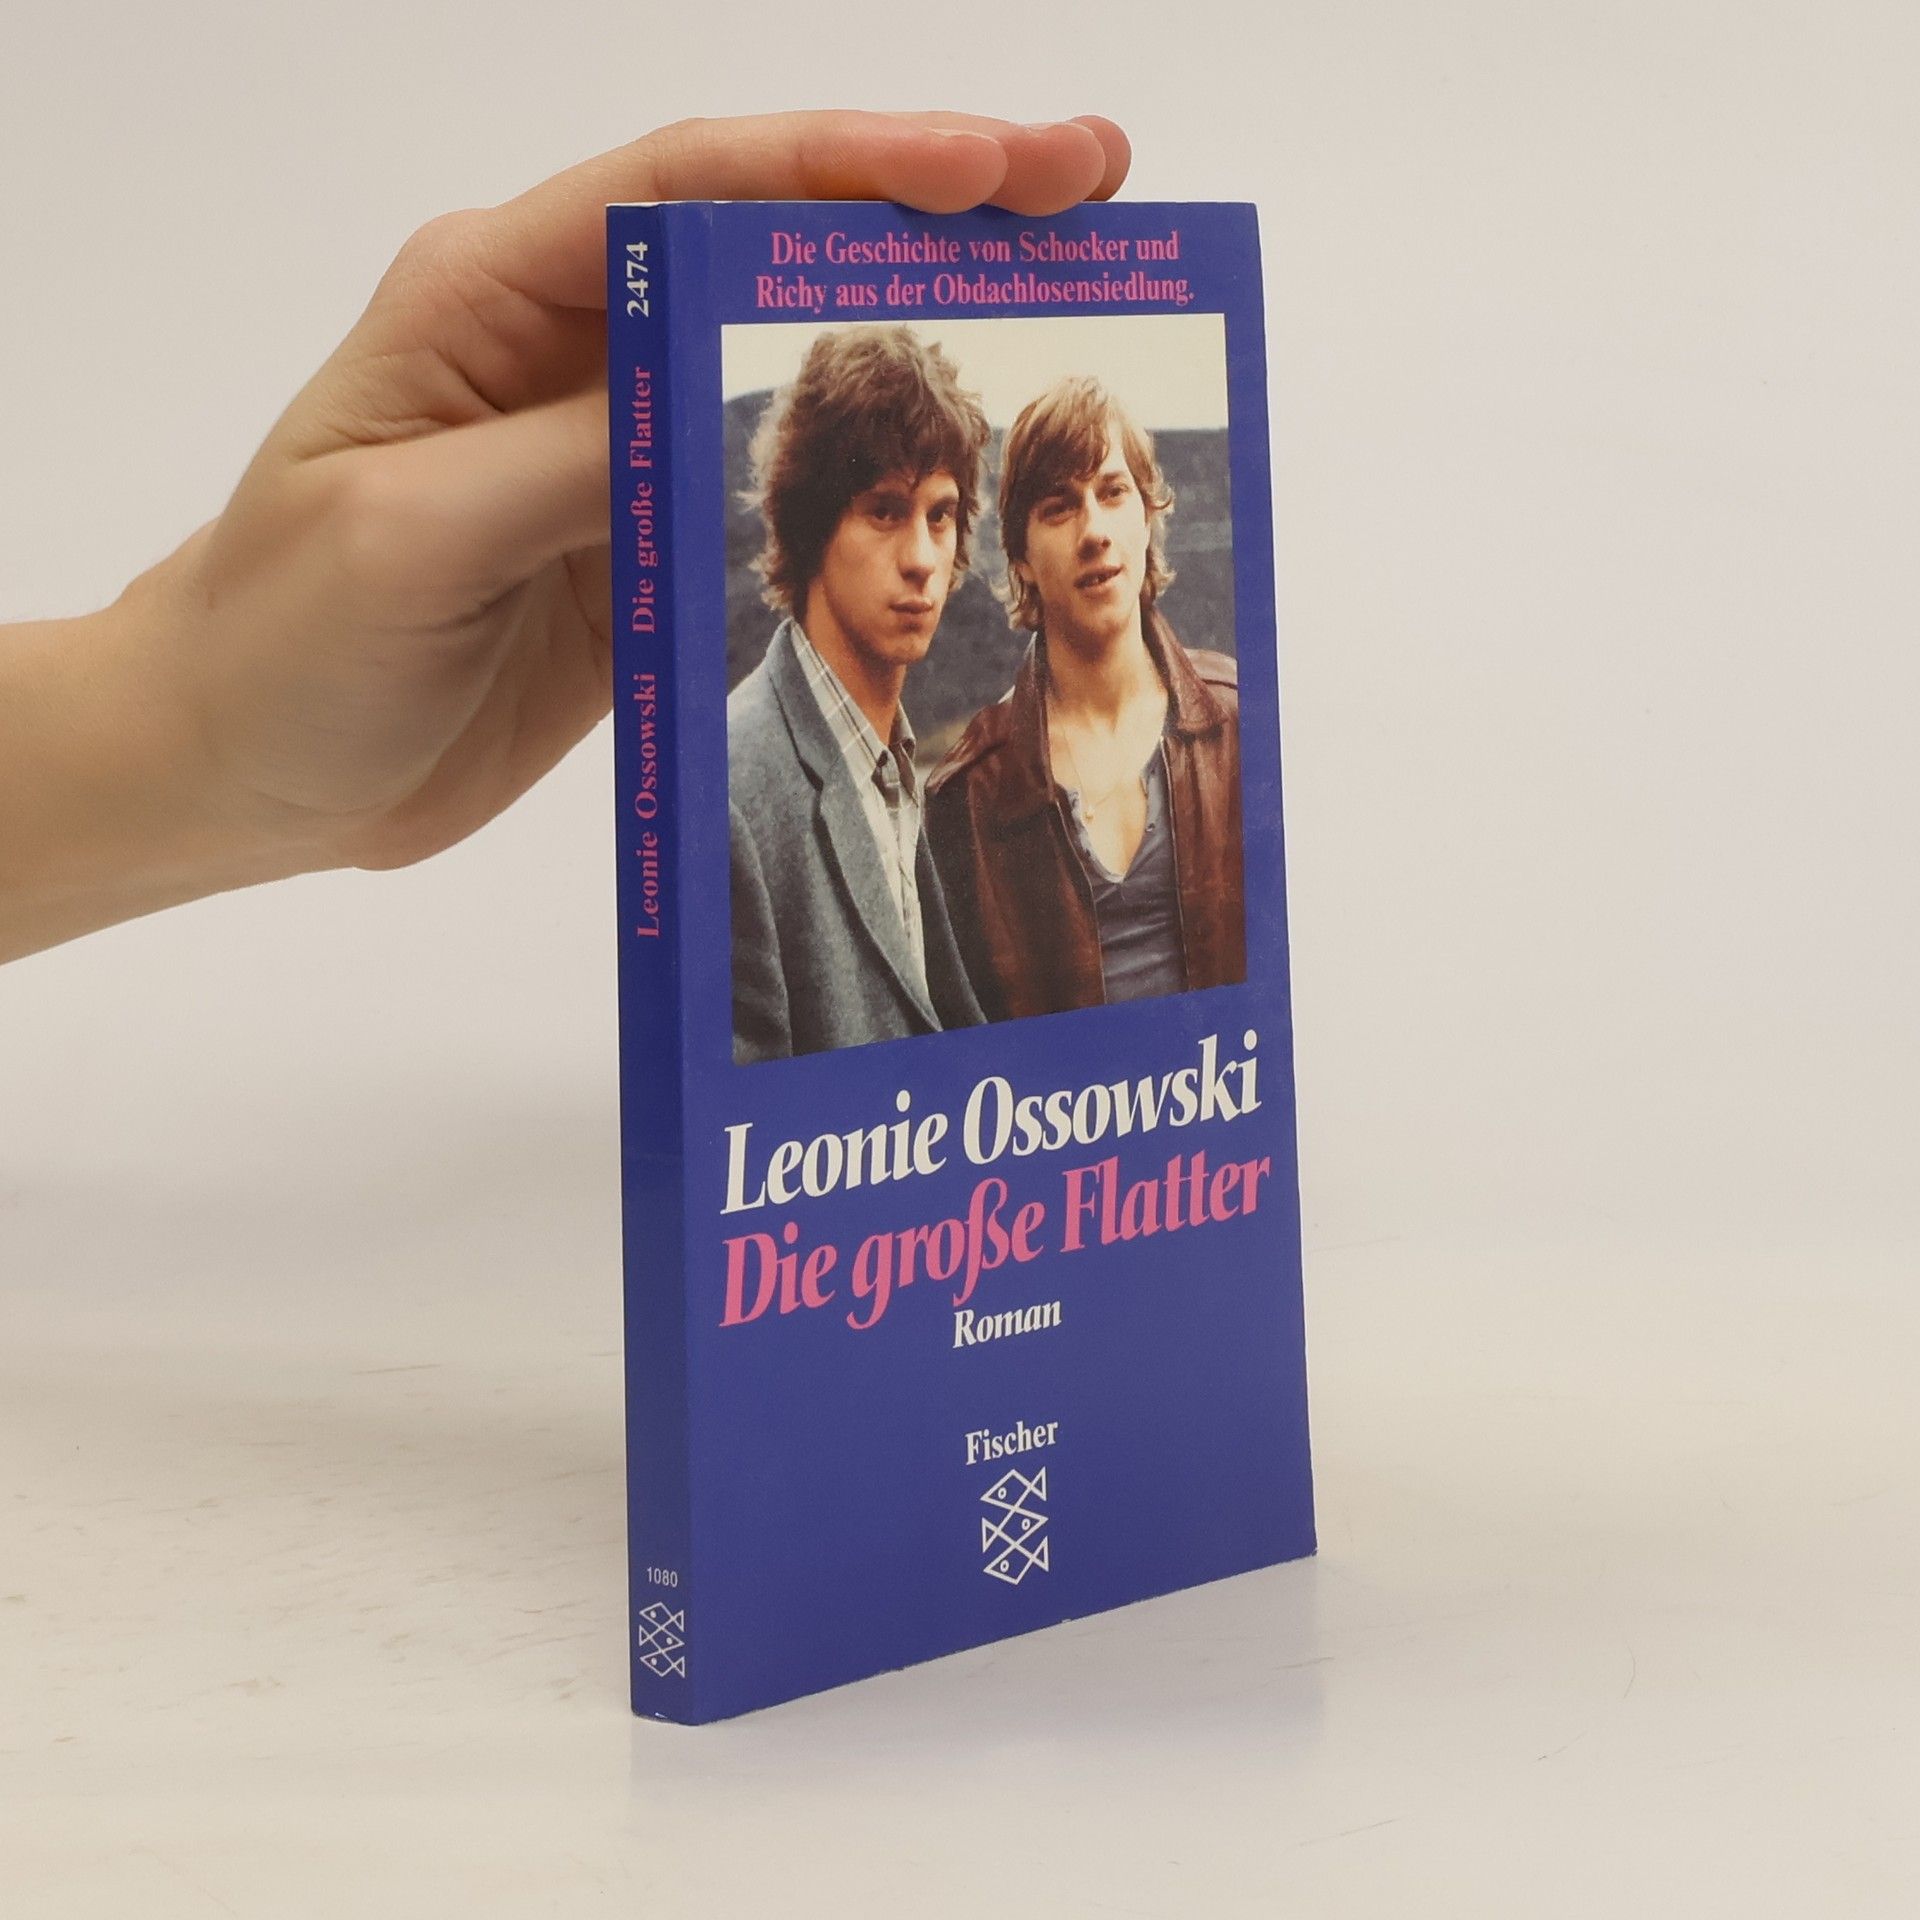 Die Geschichte von Schocker und
Richy aus der Obdachlosensiedlung.
Leonie Ossowski
Die große Flatter
Roman
Fischer
Leonie Ossowski Die große Flatter 2474
1080